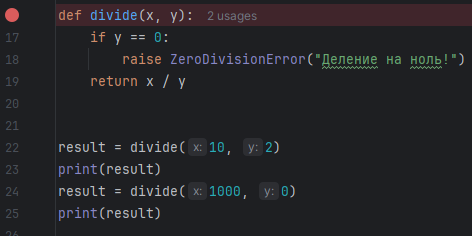 def divide(x, y): 2 usages
17 if y == 0:
18 raise ZeroDivisionError("Деление на ноль!")
19 return x / y
20
21
22 result = divide(x: 10, y: 2)
23 print(result)
24 result = divide(x: 1000, y: 0)
25 print(result)
26